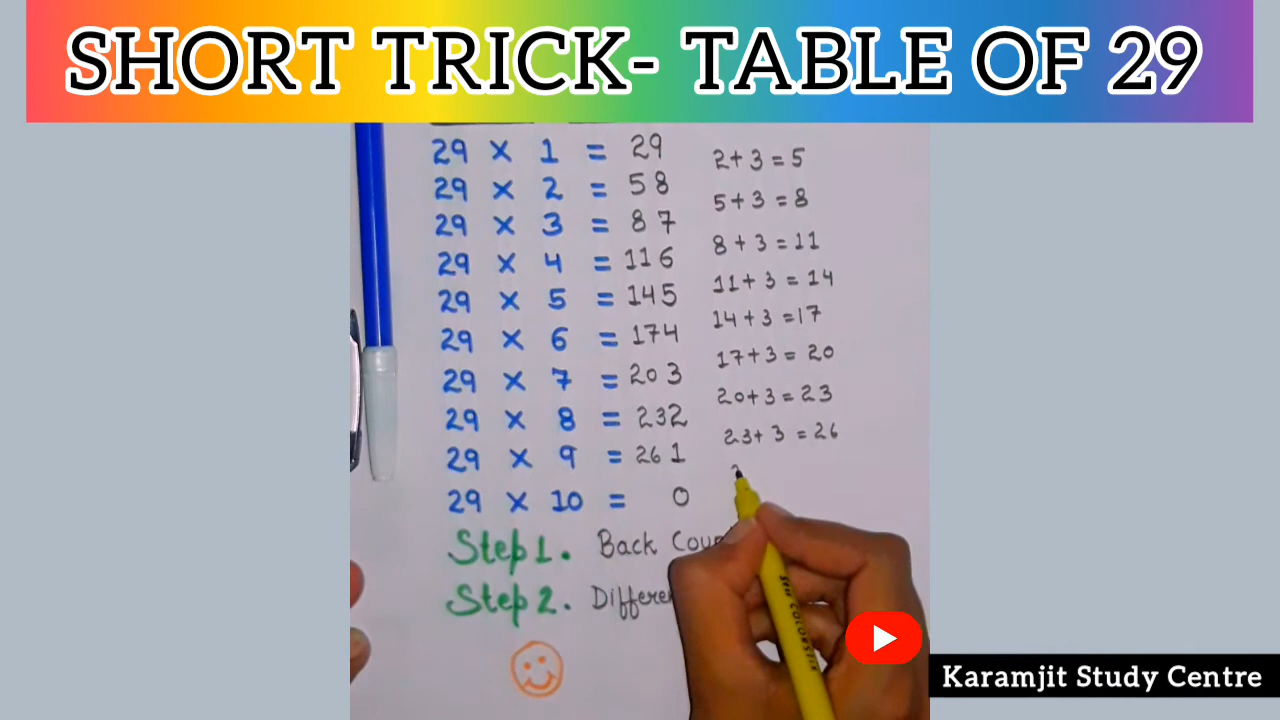 SHORT TRICK- TABLE OF 29
29 × 1 = 29 2+3=5
29 × 2 = 58 5+3=8
29 × 3 = 87 8+3=11
29 × 4 = 116 11+3=14
29 × 5 = 145 14+3=17
29 × 6 = 174 17+3=20
29 × 7 = 203 20+3=23
29 × 8 = 232 23+3=26
29 × 9 = 261
29 × 10 = 0
Step 1. Back
Step 2.
Karamjit Study Centre